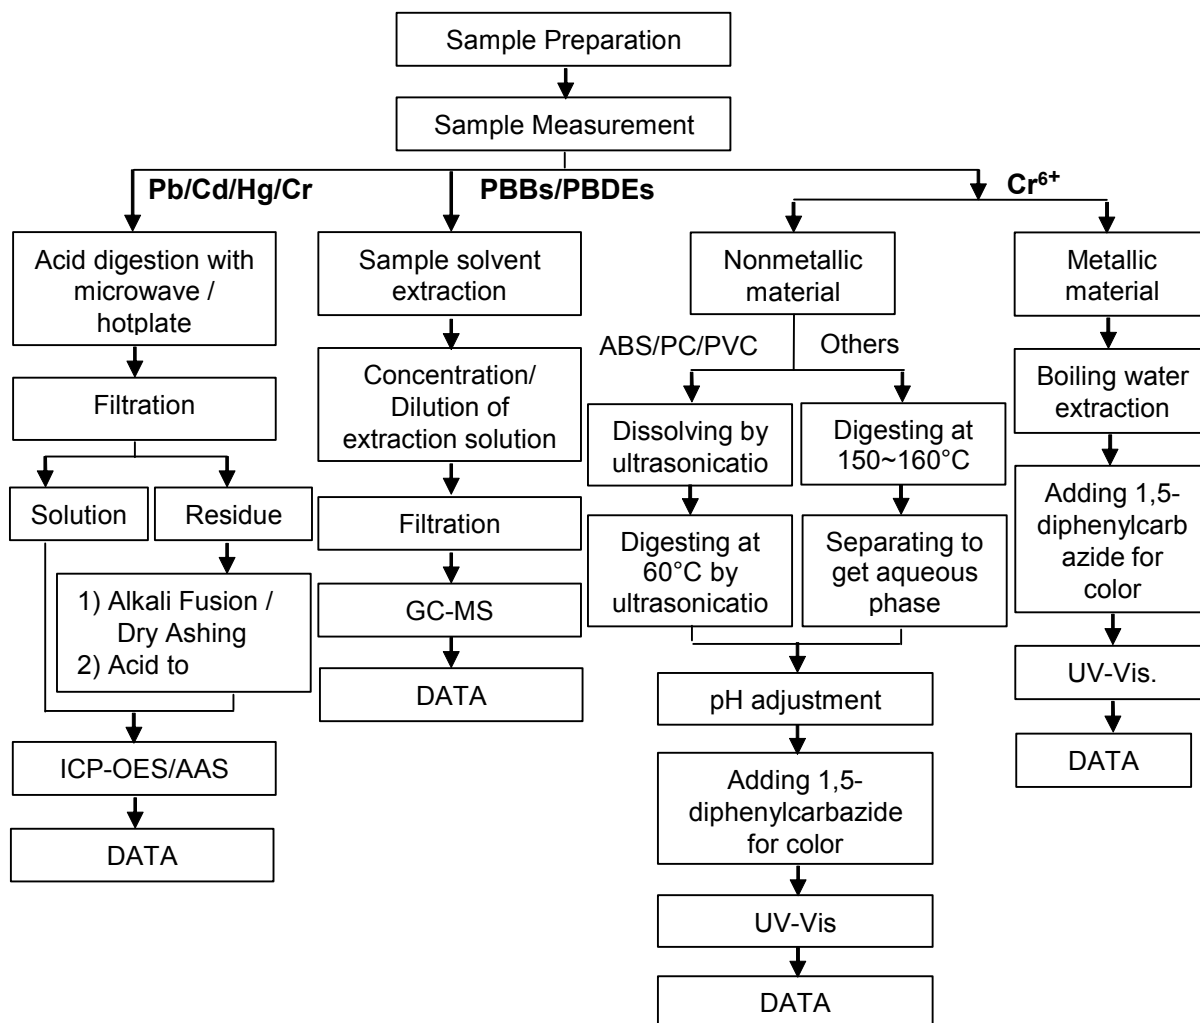 Sample Preparation
Sample Measurement
Pb/Cd/Hg/Cr
PBBs/PBDEs
Cr⁶⁺
Acid digestion with
microwave /
hotplate
Filtration
Solution
Residue
1) Alkali Fusion /
Dry Ashing
2) Acid to
ICP-OES/AAS
DATA
Sample solvent
extraction
Concentration/
Dilution of
extraction solution
Filtration
GC-MS
DATA
Nonmetallic
material
ABS/PC/PVC
Others
Dissolving by
ultrasonicatio
Digesting at
60°C by
ultrasonicatio
Digesting at
150~160°C
Separating to
get aqueous
phase
pH adjustment
Adding 1,5-
diphenylcarbazide
for color
UV-Vis
DATA
Metallic
material
Boiling water
extraction
Adding 1,5-
diphenylcarb
azide for
color
UV-Vis.
DATA